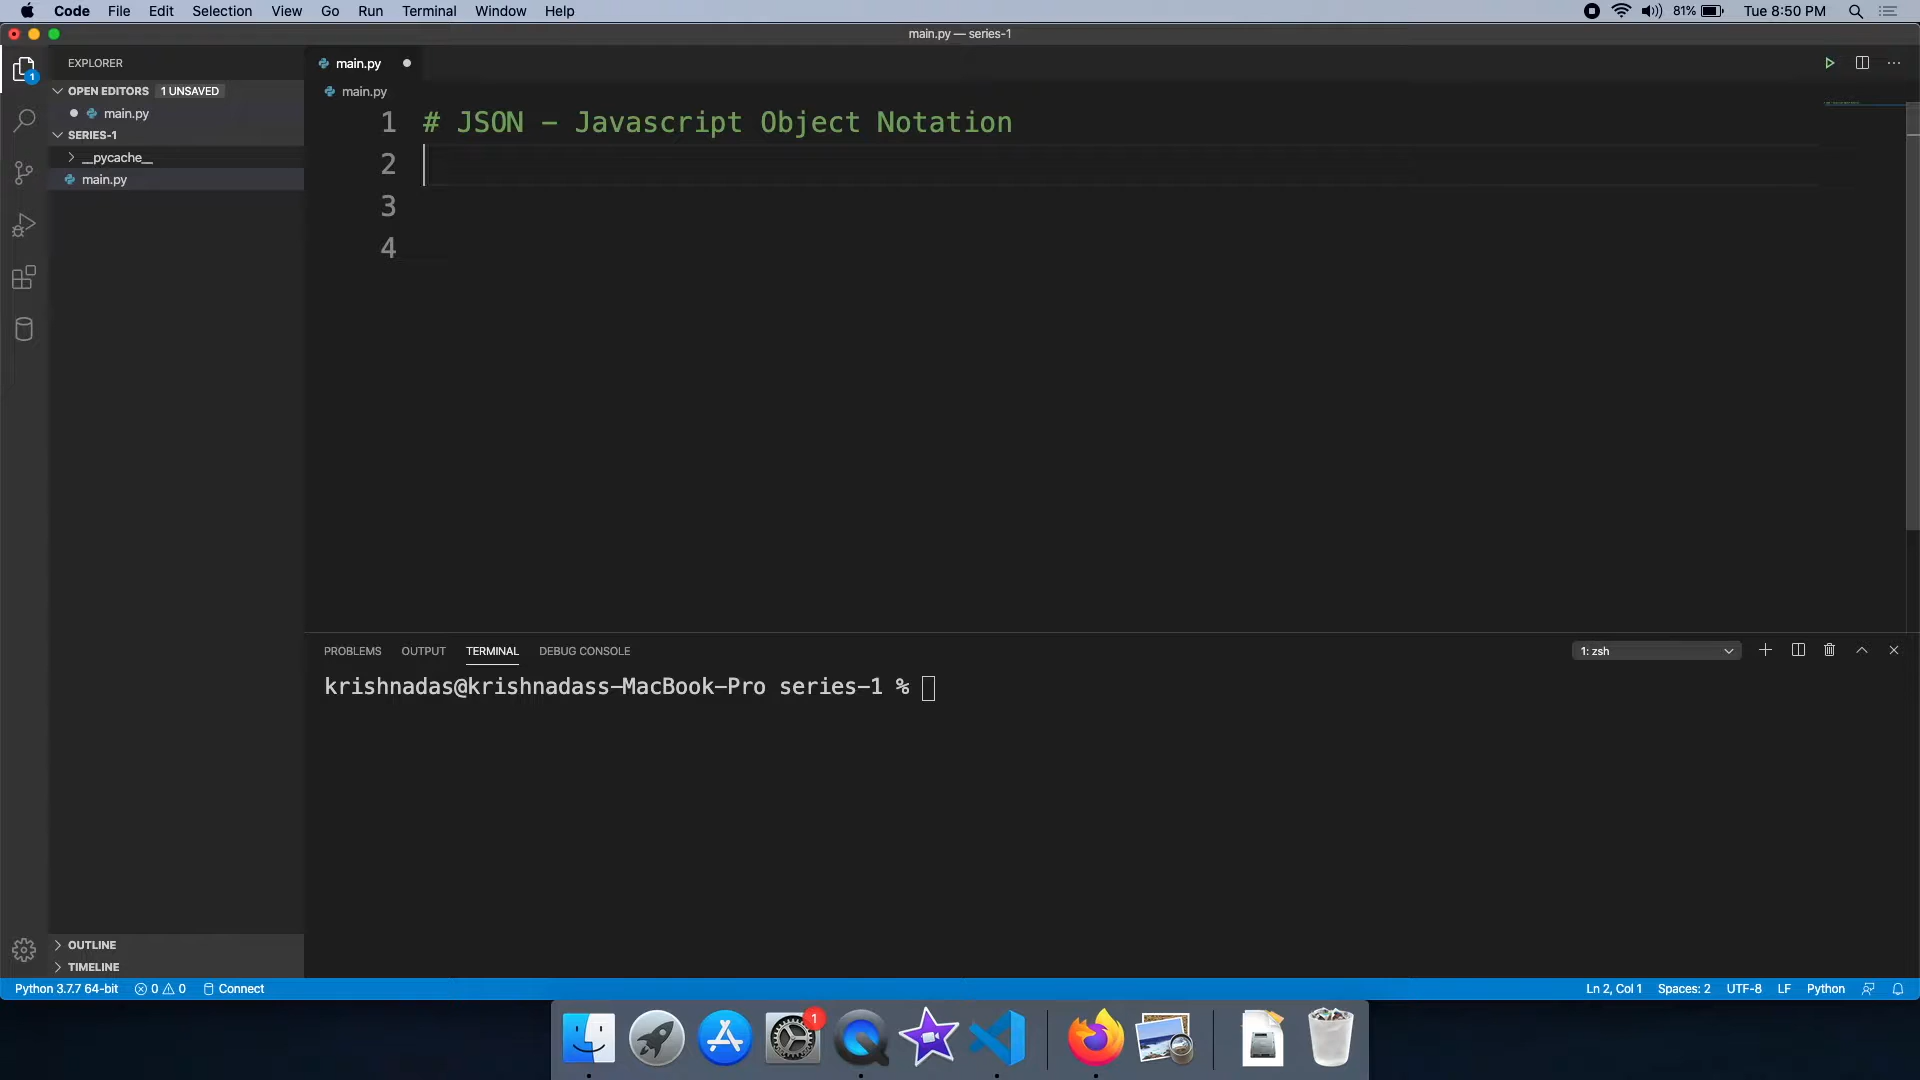 Code File Edit Selection View Go Run Terminal Window Help 81% Tue 8:50 PM
main.py — series-1
EXPLORER
main.py
1
OPEN EDITORS 1 UNSAVED
main.py
main.py
SERIES-1
__pycache__
main.py
1 # JSON - Javascript Object Notation
2
3
4
PROBLEMS OUTPUT TERMINAL DEBUG CONSOLE 1: zsh
krishnadas@krishnadass-MacBook-Pro series-1 %
OUTLINE
TIMELINE
Python 3.7.7 64-bit 0 0 Connect Ln 2, Col 1 Spaces: 2 UTF-8 LF Python
1